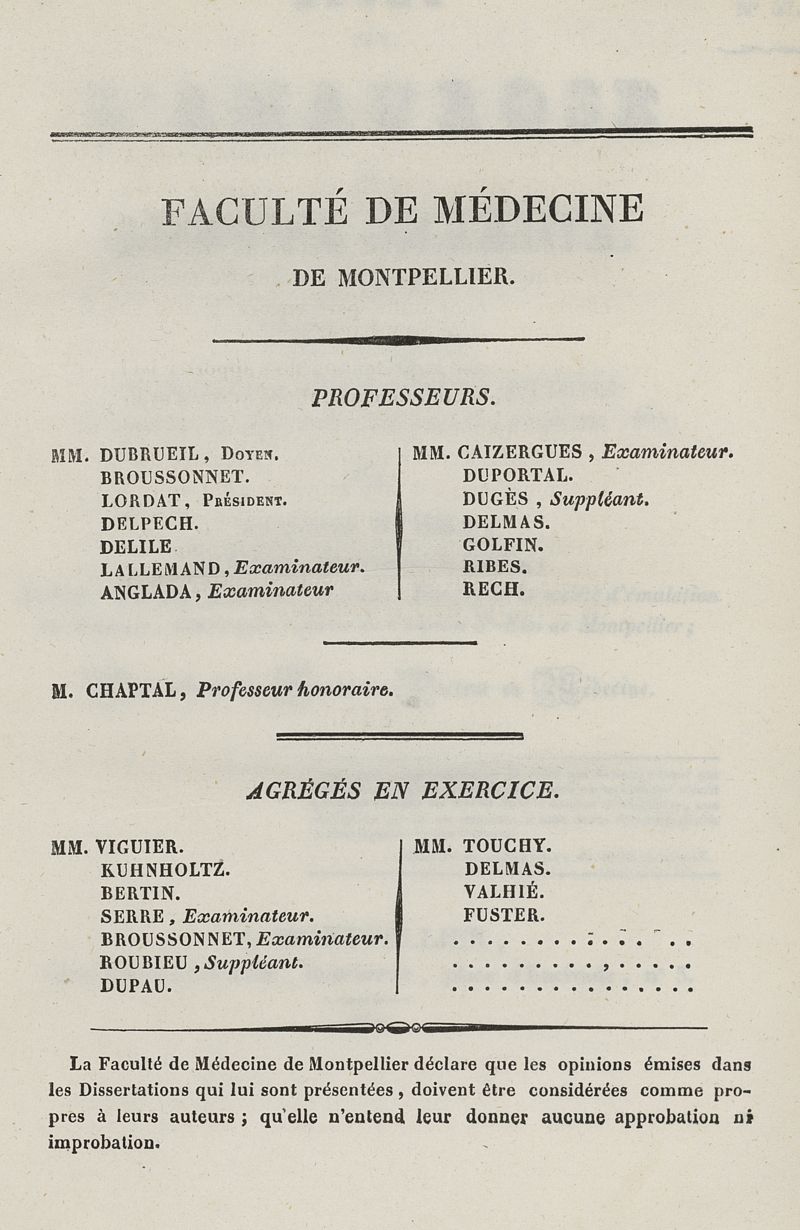 FACULTÉ DE MÉDECINE
DE MONTPELLIER.
PROFESSEURS.
MM. DUBRUEIL, DOYEN.
BROUSSONNET.
LORDAT, PRÉSIDENT.
DELPECH.
DELILE
LALLEMAND, Examinateur.
ANGLADA, Examinateur
MM. CAIZERGUES, Examinateur.
DUPORTAL.
DUGÈS, Suppléant.
DELMAS.
GOLFIN.
RIBES.
RECH.
M. CHAPTAL, Professeur honoraire.
AGRÉGÉS EN EXERCICE.
MM. VIGUIER.
KUHNHOLTZ.
BERTIN.
SERRE, Examinateur.
BROUSSONNET, Examinateur.
ROUBIEU, Suppléant.
DUPAU.
MM. TOUCHY.
DELMAS.
VALHIÉ.
FUSTER.
La Faculté de Médecine de Montpellier déclare que les opinions émises dans
les Dissertations qui lui sont présentées, doivent être considérées comme pro-
pres à leurs auteurs ; qu'elle n'entend leur donner aucune approbation ni
improbation.